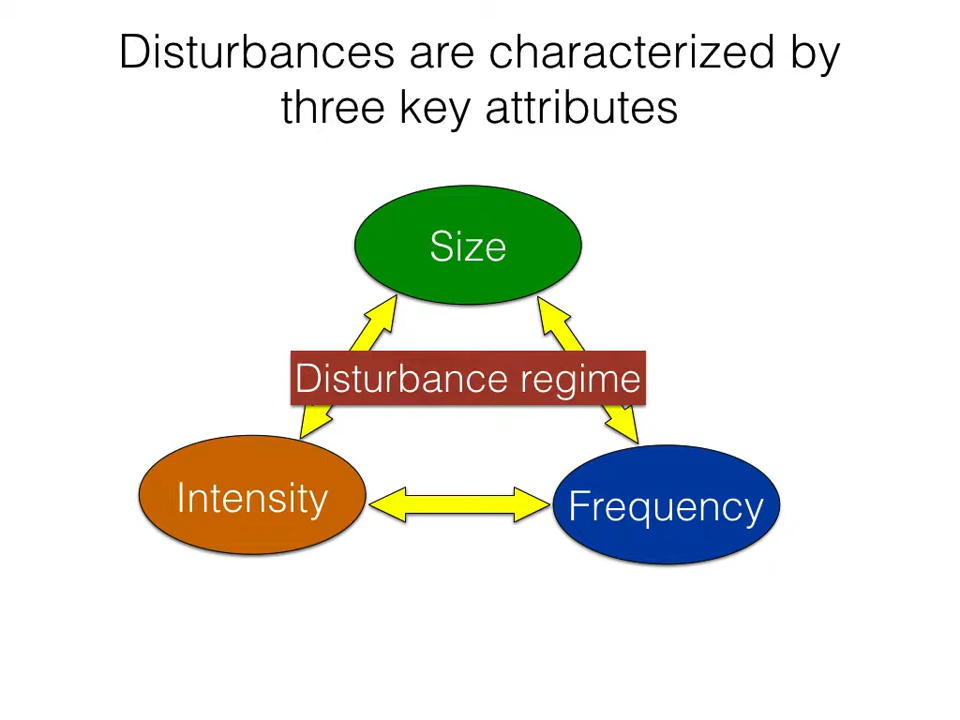 Disturbances are characterized by
three key attributes
Size
Disturbance regime
Intensity
Frequency